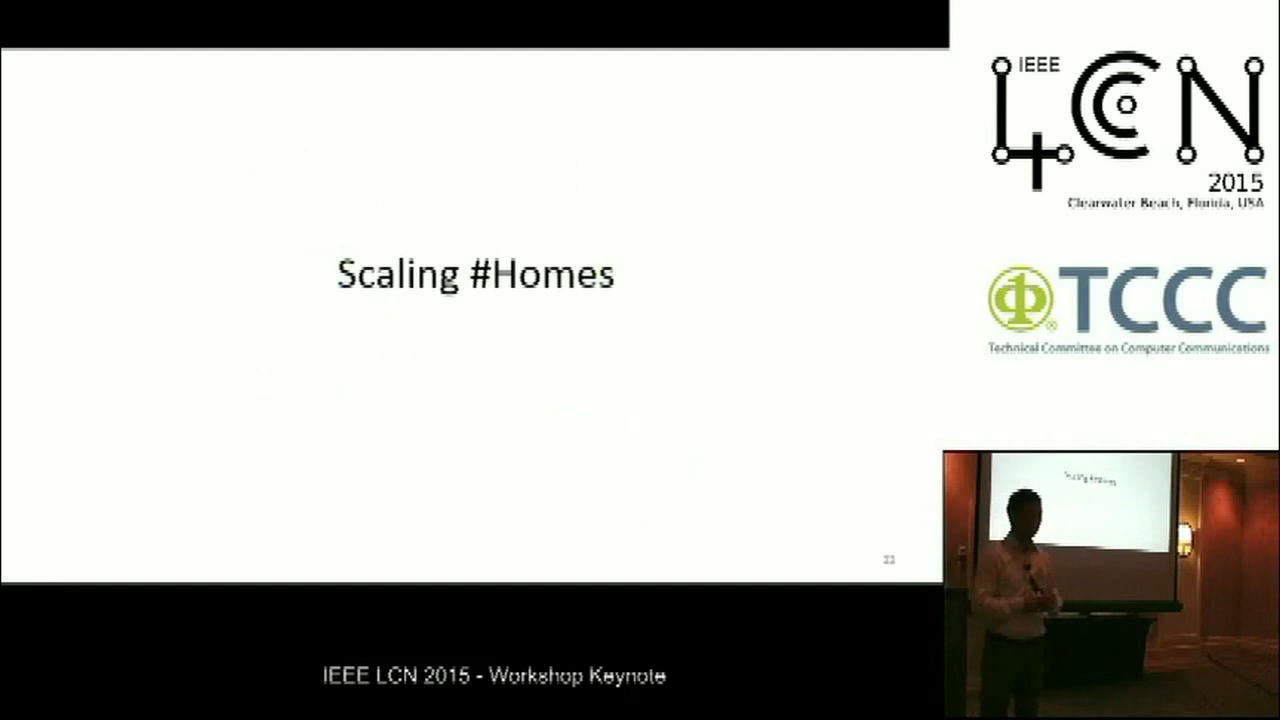 Scaling #Homes
IEEE
LCN
2015
Clearwater Beach, Florida, USA
TCCC
Technical Committee on Computer Communications
IEEE LCN 2015 - Workshop Keynote